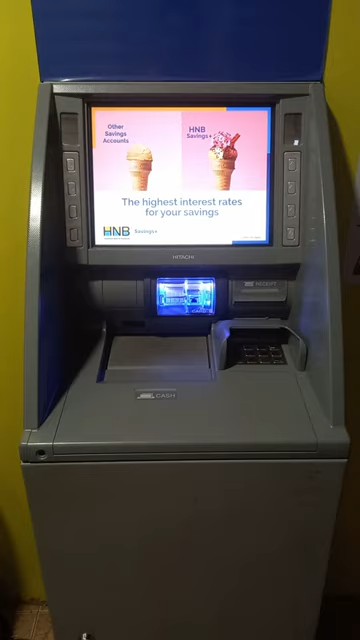 Other
Savings
Accounts
HNB
Savings+
The highest interest rates
for your savings
HNB
Savings+
HITACHI
RECEIPT
CASH